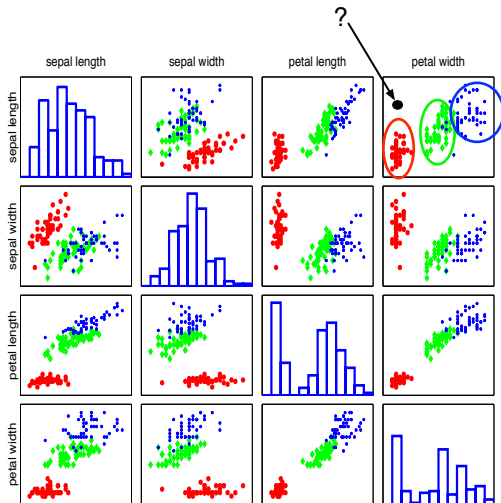 ?
sepal length sepal width petal length petal width
sepal length
sepal width
petal length
petal width